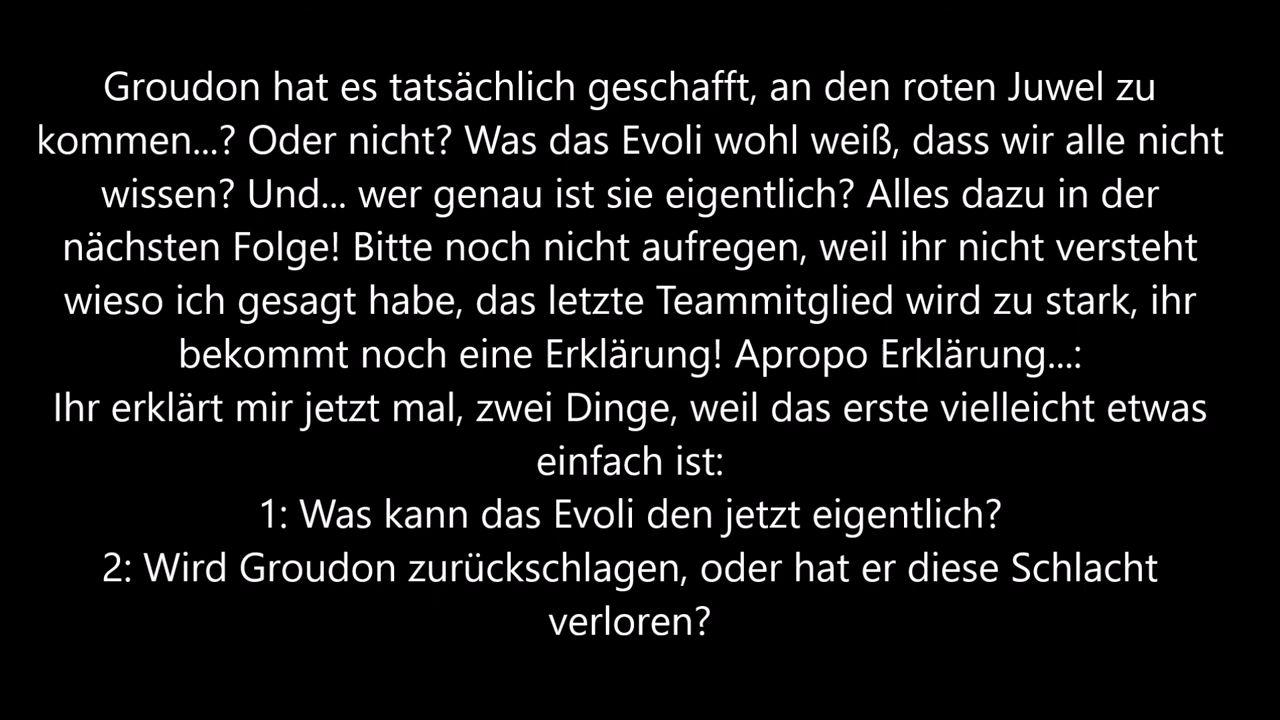 Groudon hat es tatsächlich geschafft, an den roten Juwel zu
kommen...? Oder nicht? Was das Evoli wohl weiß, dass wir alle nicht
wissen? Und... wer genau ist sie eigentlich? Alles dazu in der
nächsten Folge! Bitte noch nicht aufregen, weil ihr nicht versteht
wieso ich gesagt habe, das letzte Teammitglied wird zu stark, ihr
bekommt noch eine Erklärung! Apropo Erklärung...:
Ihr erklärt mir jetzt mal, zwei Dinge, weil das erste vielleicht etwas
einfach ist:
1: Was kann das Evoli den jetzt eigentlich?
2: Wird Groudon zurückschlagen, oder hat er diese Schlacht
verloren?